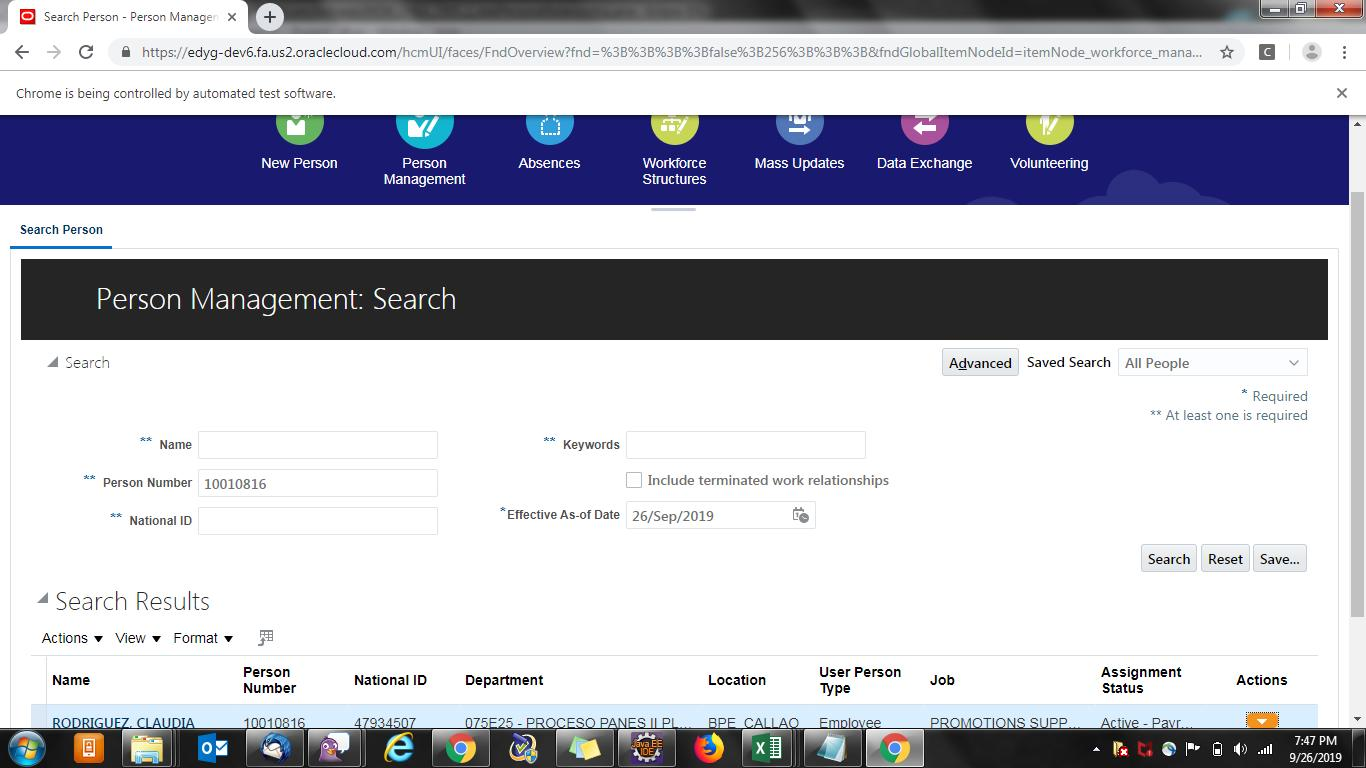 Search Person - Person Managem
https://edyg-dev6.fa.us2.oraclecloud.com/hcmUI/faces/FndOverview?fnd=%3B%3B%3B%3Bfalse%3B256%3B%3B%3B&fndGlobalItemNodeId=itemNode_workforce_mana...
C
Chrome is being controlled by automated test software.
New Person
Person Management
Absences
Workforce Structures
Mass Updates
Data Exchange
Volunteering
Search Person
Person Management: Search
Search
Advanced Saved Search All People
* Required
** At least one is required
** Name
** Keywords
** Person Number 10010816
Include terminated work relationships
** National ID
*Effective As-of Date 26/Sep/2019
Search Reset Save...
Search Results
Actions View Format
Name Person Number National ID Department Location User Person Type Job Assignment Status Actions
RODRIGUEZ, CLAUDIA 10010816 47934507 075E25 - PROCESO PANES II PL... BPE_CALLAO Employee PROMOTIONS SUPP... Active - Payr...
Java EE
IDE
7:47 PM
9/26/2019